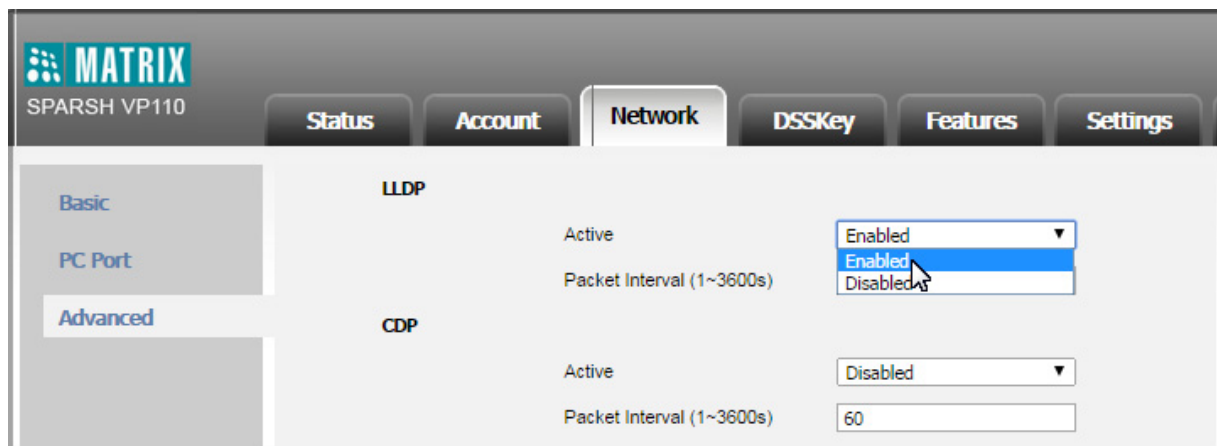 MATRIX
SPARSH VP110
Status Account Network DSSKey Features Settings
Basic
PC Port
Advanced
LLDP
Active Enabled
Enabled
Packet Interval (1~3600s) Disabled
CDP
Active Disabled
Packet Interval (1~3600s) 60